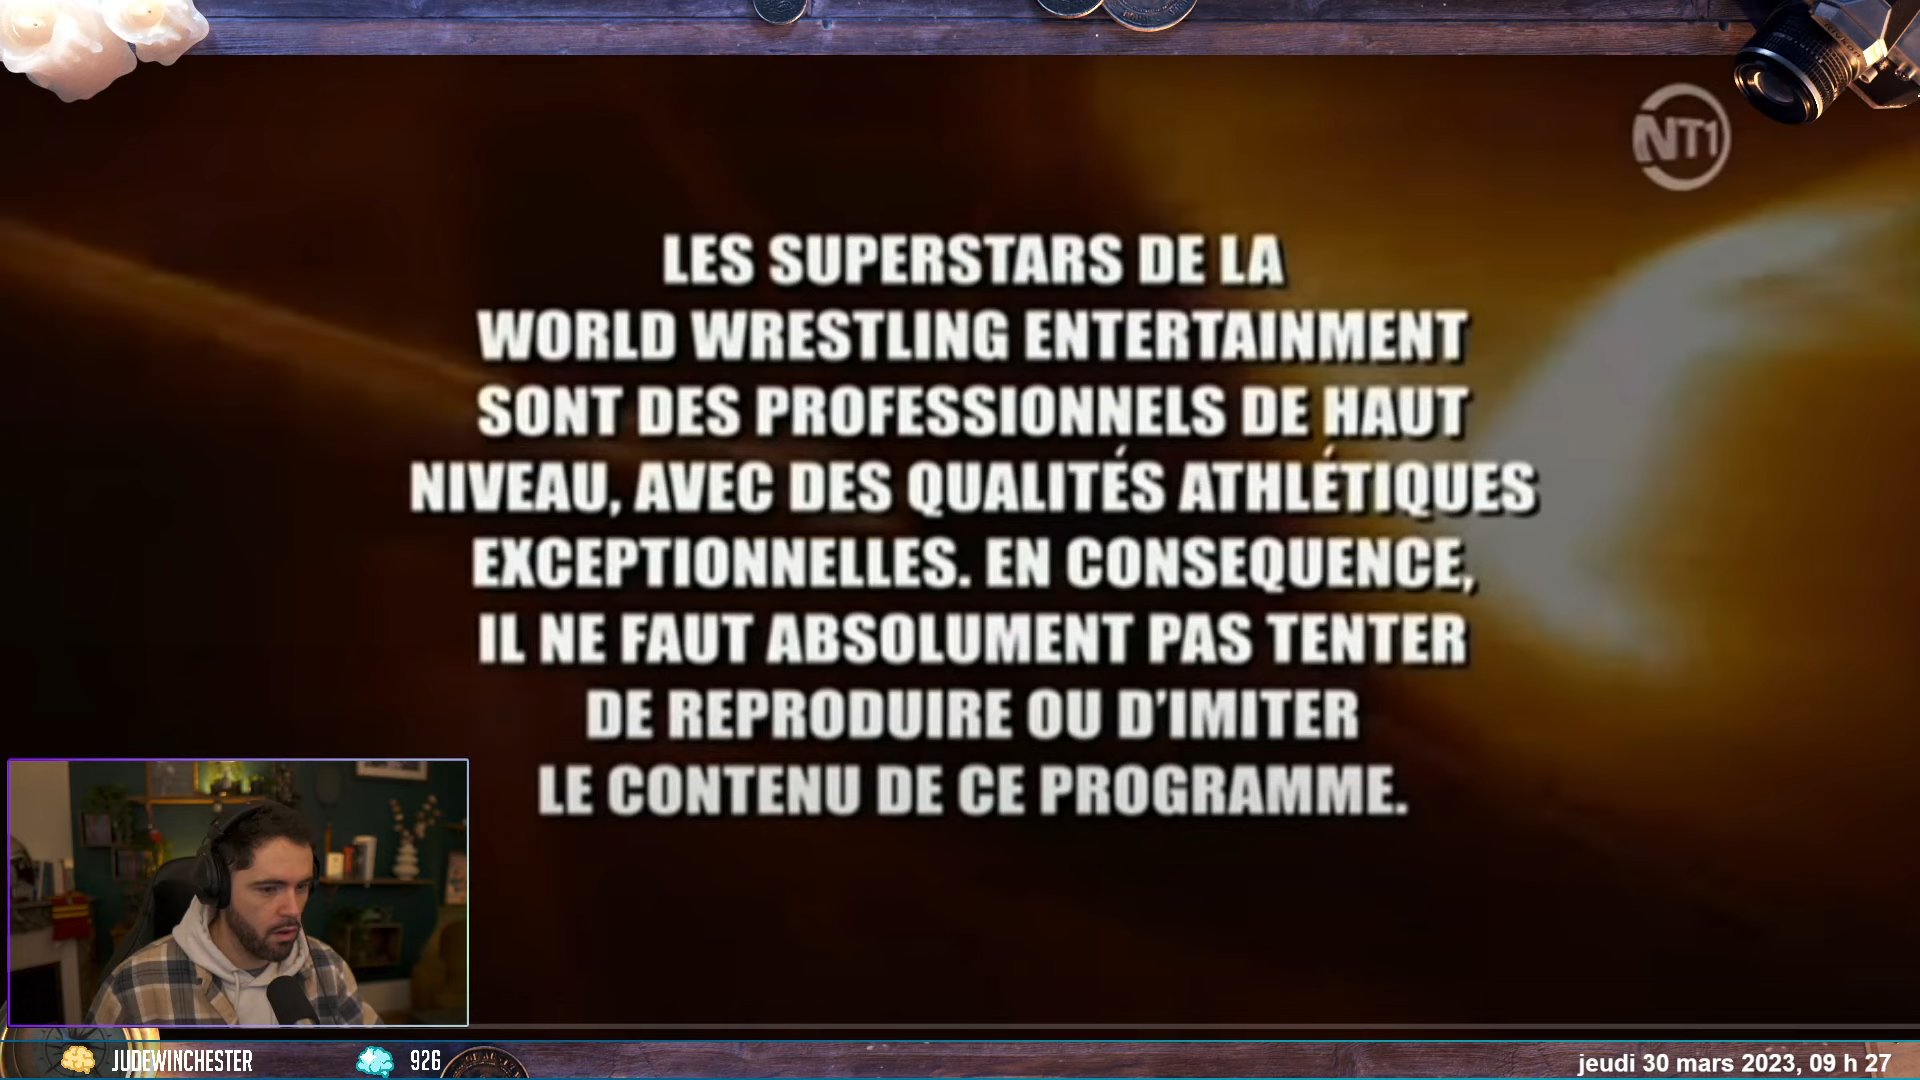 NT1
LES SUPERSTARS DE LA
WORLD WRESTLING ENTERTAINMENT
SONT DES PROFESSIONNELS DE HAUT
NIVEAU, AVEC DES QUALITÉS ATHLÉTIQUES
EXCEPTIONNELLES. EN CONSEQUENCE,
IL NE FAUT ABSOLUMENT PAS TENTER
DE REPRODUIRE OU D'IMITER
LE CONTENU DE CE PROGRAMME.
JUDEWINCHESTER
926
jeudi 30 mars 2023, 09 h 27